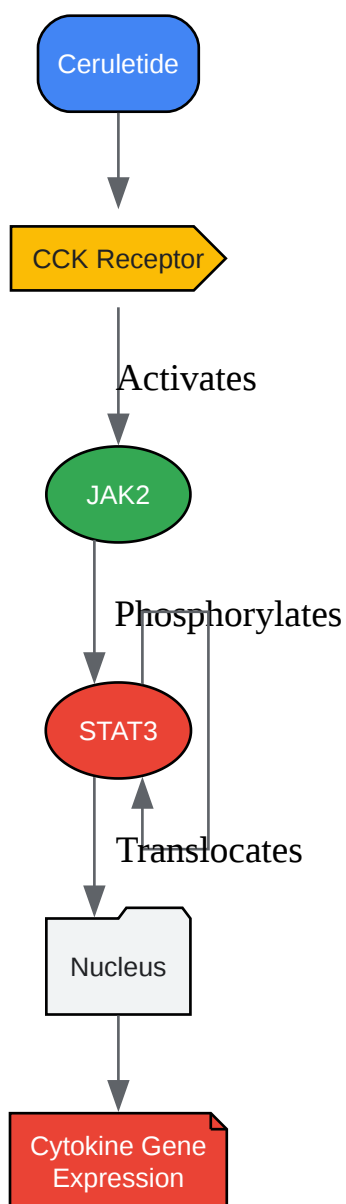 Ceruletide
CCK Receptor
Activates
JAK2
Phosphorylates
STAT3
Translocates
Nucleus
Cytokine Gene
Expression